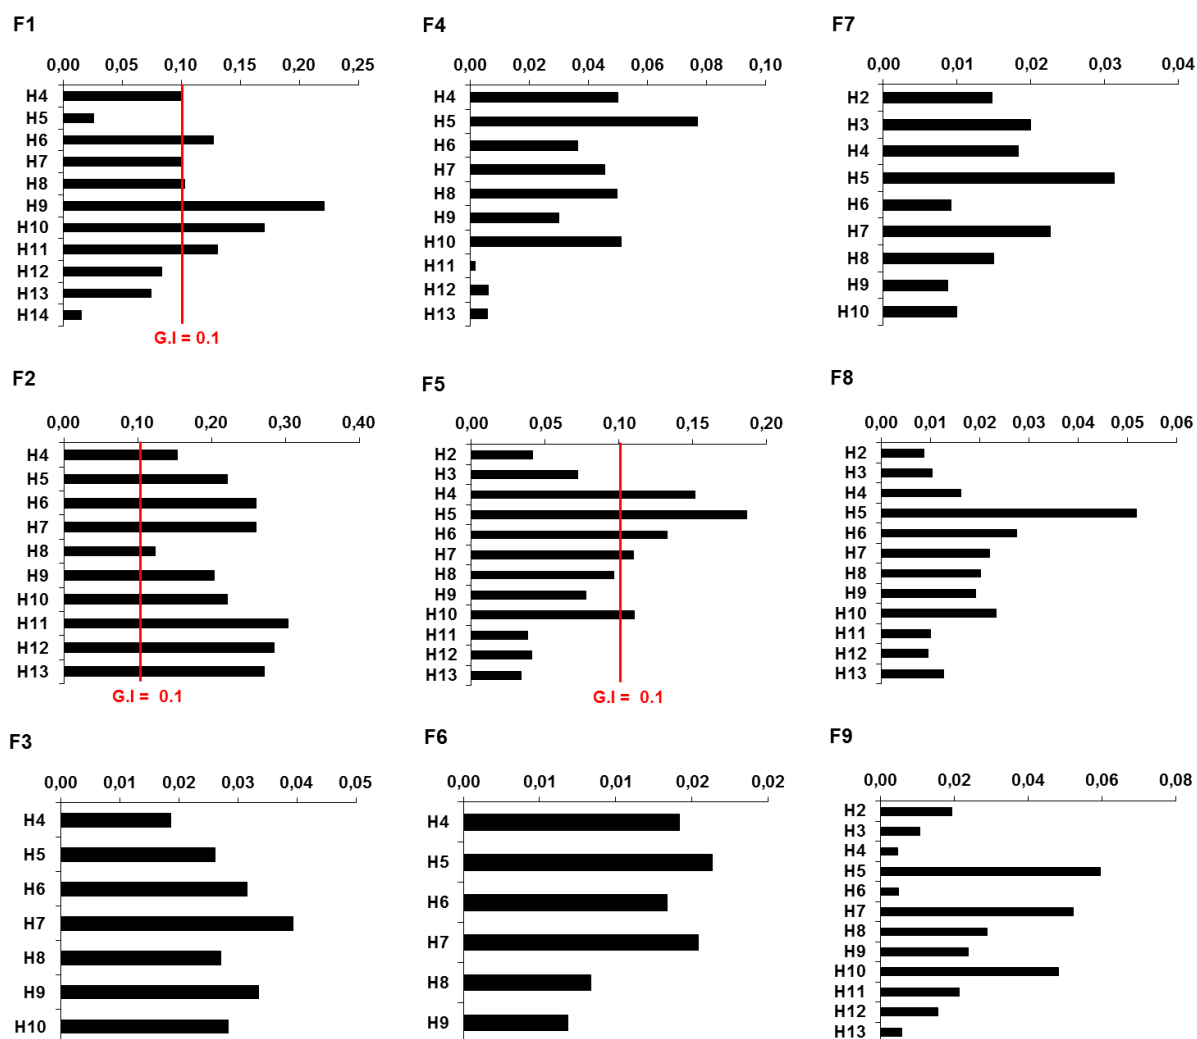 F1
0,00 0,05 0,10 0,15 0,20 0,25
H4
H5
H6
H7
H8
H9
H10
H11
H12
H13
H14
G.I = 0.1
F4
0,00 0,02 0,04 0,06 0,08 0,10
H4
H5
H6
H7
H8
H9
H10
H11
H12
H13
F7
0,00 0,01 0,02 0,03 0,04
H2
H3
H4
H5
H6
H7
H8
H9
H10
F2
0,00 0,10 0,20 0,30 0,40
H4
H5
H6
H7
H8
H9
H10
H11
H12
H13
G.I = 0.1
F5
0,00 0,05 0,10 0,15 0,20
H2
H3
H4
H5
H6
H7
H8
H9
H10
H11
H12
H13
G.I = 0.1
F8
0,00 0,01 0,02 0,03 0,04 0,05 0,06
H2
H3
H4
H5
H6
H7
H8
H9
H10
H11
H12
H13
F3
0,00 0,01 0,02 0,03 0,04 0,05
H4
H5
H6
H7
H8
H9
H10
F6
0,00 0,01 0,01 0,02 0,02
H4
H5
H6
H7
H8
H9
F9
0,00 0,02 0,04 0,06 0,08
H2
H3
H4
H5
H6
H7
H8
H9
H10
H11
H12
H13